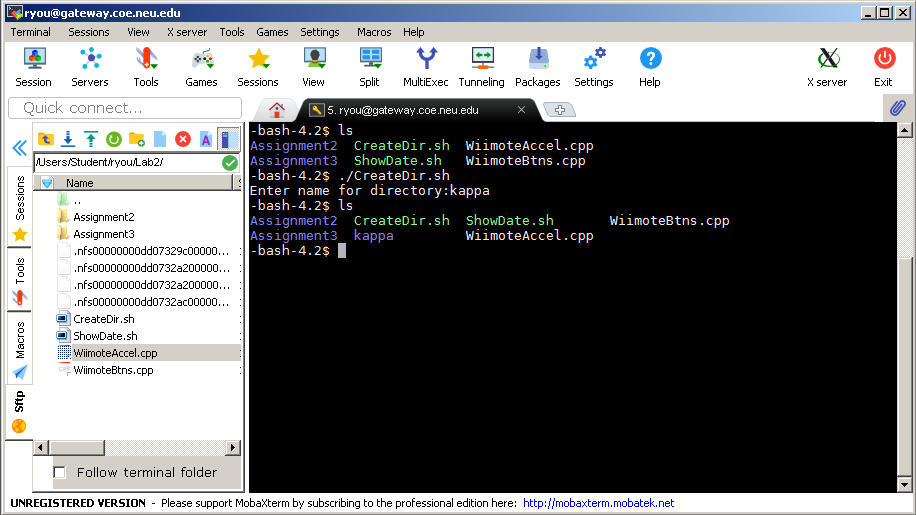 ryou@gateway.coe.neu.edu
Terminal Sessions View X server Tools Games Settings Macros Help
Session Servers Tools Games Sessions View Split MultiExec Tunneling Packages Settings Help X server Exit
Quick connect...
5. ryou@gateway.coe.neu.edu
/Users/Student/ryou/Lab2/
Name
..
Assignment2
Assignment3
.nfs00000000dd07329c00000...
.nfs00000000dd0732a200000...
.nfs00000000dd0732a200000...
.nfs00000000dd0732ac00000...
CreateDir.sh
ShowDate.sh
WiimoteAccel.cpp
WiimoteBtns.cpp
Sessions
Tools
Macros
Sftp
Follow terminal folder
-bash-4.2$ ls
Assignment2 CreateDir.sh WiimoteAccel.cpp
Assignment3 ShowDate.sh WiimoteBtns.cpp
-bash-4.2$ ./CreateDir.sh
Enter name for directory:kappa
-bash-4.2$ ls
Assignment2 CreateDir.sh ShowDate.sh WiimoteBtns.cpp
Assignment3 kappa WiimoteAccel.cpp
-bash-4.2$
UNREGISTERED VERSION - Please support MobaXterm by subscribing to the professional edition here: http://mobaxterm.mobatek.net